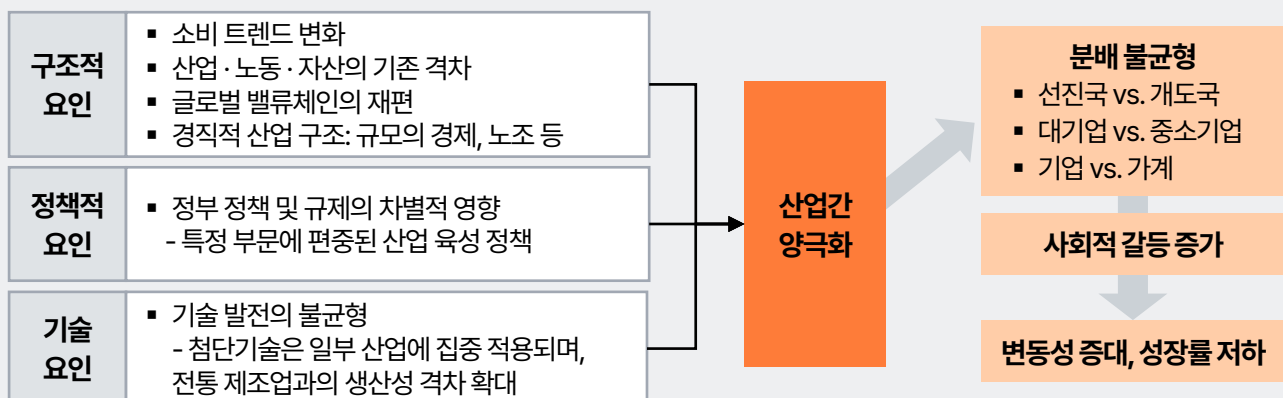 구조적
요인
▪ 소비 트렌드 변화
▪ 산업 · 노동 · 자산의 기존 격차
▪ 글로벌 밸류체인의 재편
▪ 경직적 산업 구조: 규모의 경제, 노조 등
정책적
요인
▪ 정부 정책 및 규제의 차별적 영향
- 특정 부문에 편중된 산업 육성 정책
기술
요인
▪ 기술 발전의 불균형
- 첨단기술은 일부 산업에 집중 적용되며,
전통 제조업과의 생산성 격차 확대
산업간
양극화
분배 불균형
▪ 선진국 vs. 개도국
▪ 대기업 vs. 중소기업
▪ 기업 vs. 가계
사회적 갈등 증가
변동성 증대, 성장률 저하